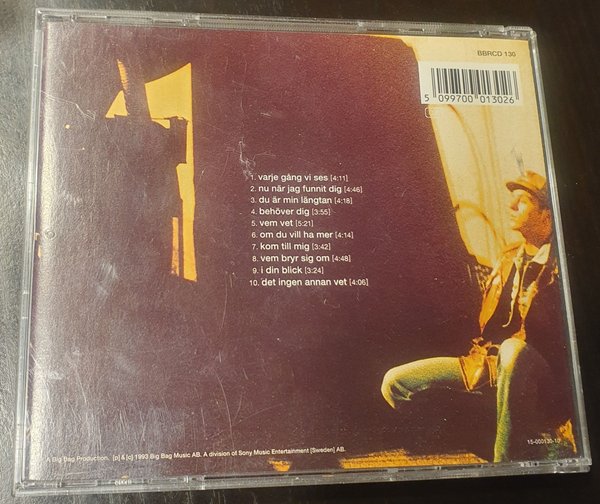 BBRCD 130
5 099700 013026
1. varje gång vi ses [4:11]
2. nu när jag funnit dig [4:46]
3. du är min längtan [4:18]
4. behöver dig [3:55]
5. vem vet [5:21]
6. om du vill ha mer [4:14]
7. kom till mig [3:42]
8. vem bryr sig om [4:48]
9. i din blick [3:24]
10. det ingen annan vet [4:06]
15-000130-10
A Big Bag Production. [p] & [c] 1993 Big Bag Music AB. A division of Sony Music Entertainment [Sweden] AB.